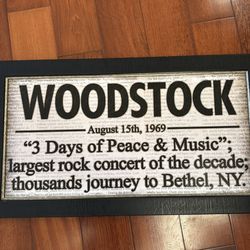 WOODSTOCK
August 15th, 1969
“3 Days of Peace & Music”;
largest rock concert of the decade;
thousands journey to Bethel, NY.